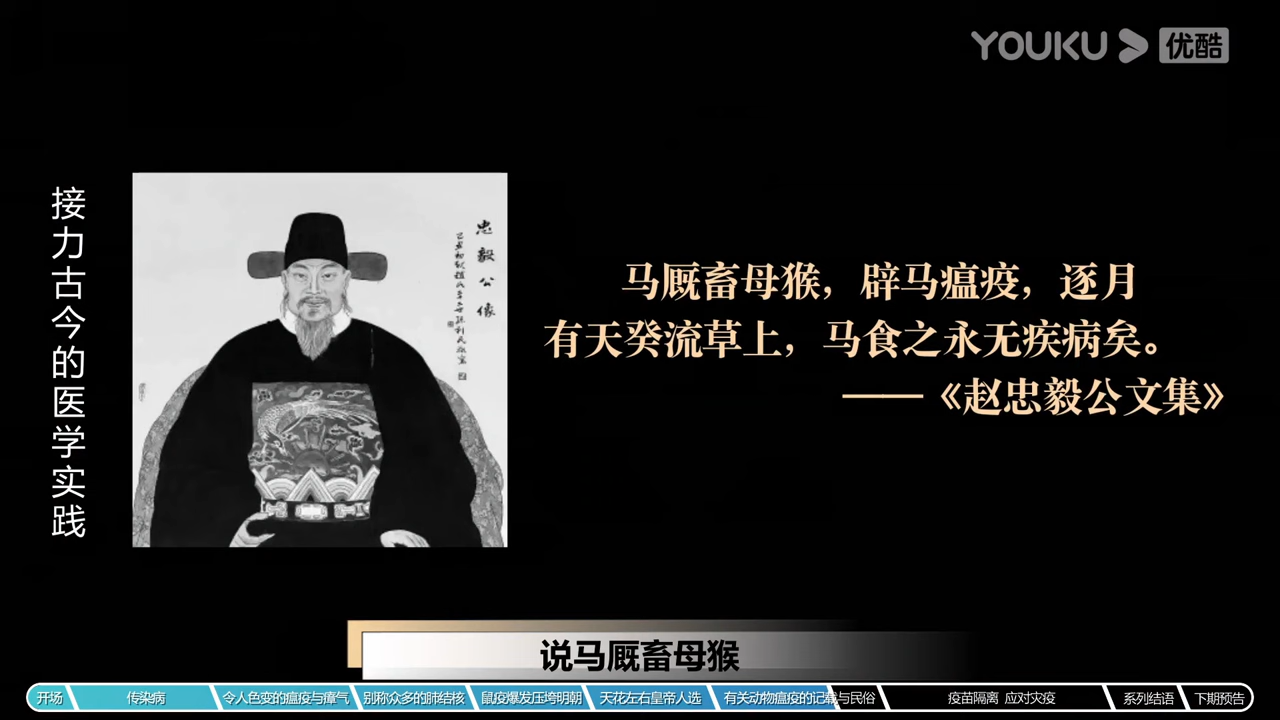 YOUKU 优酷
接力古今的医学实践
忠毅公像
马厩畜母猴，辟马瘟疫，逐月
有天癸流草上，马食之永无疾病矣。
——《赵忠毅公文集》
说马厩畜母猴
开场 传染病 令人色变的瘟疫与瘴气 别称众多的肺结核 鼠疫爆发压垮明朝 天花左右皇帝人选 有关动物瘟疫的记载与民俗 疫苗隔离 应对灾疫 系列结语 下期预告